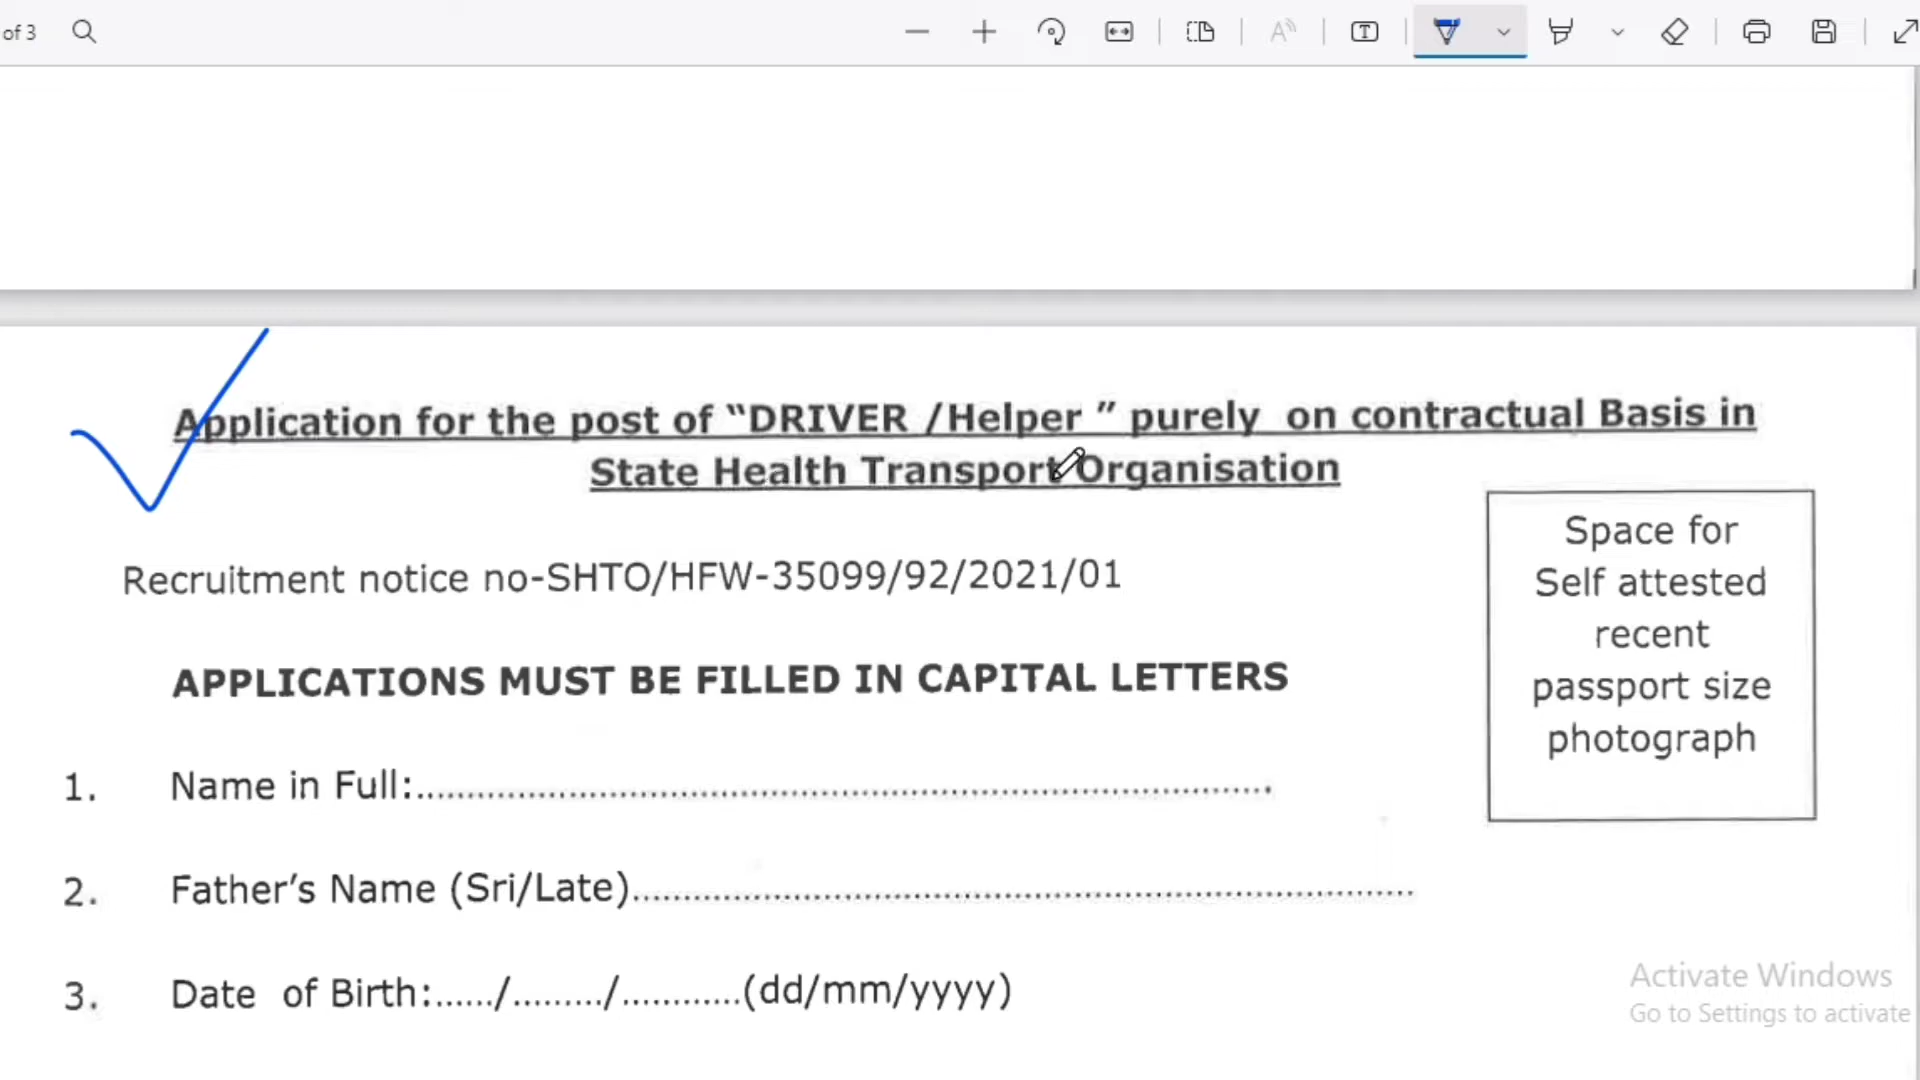 of 3
Application for the post of “DRIVER /Helper ” purely on contractual Basis in
State Health Transport Organisation
Space for
Self attested
recent
passport size
photograph
Recruitment notice no-SHTO/HFW-35099/92/2021/01
APPLICATIONS MUST BE FILLED IN CAPITAL LETTERS
1. Name in Full:..........................................................................
2. Father’s Name (Sri/Late)....................................................................
3. Date of Birth:....../........./............(dd/mm/yyyy)
Activate Windows
Go to Settings to activate